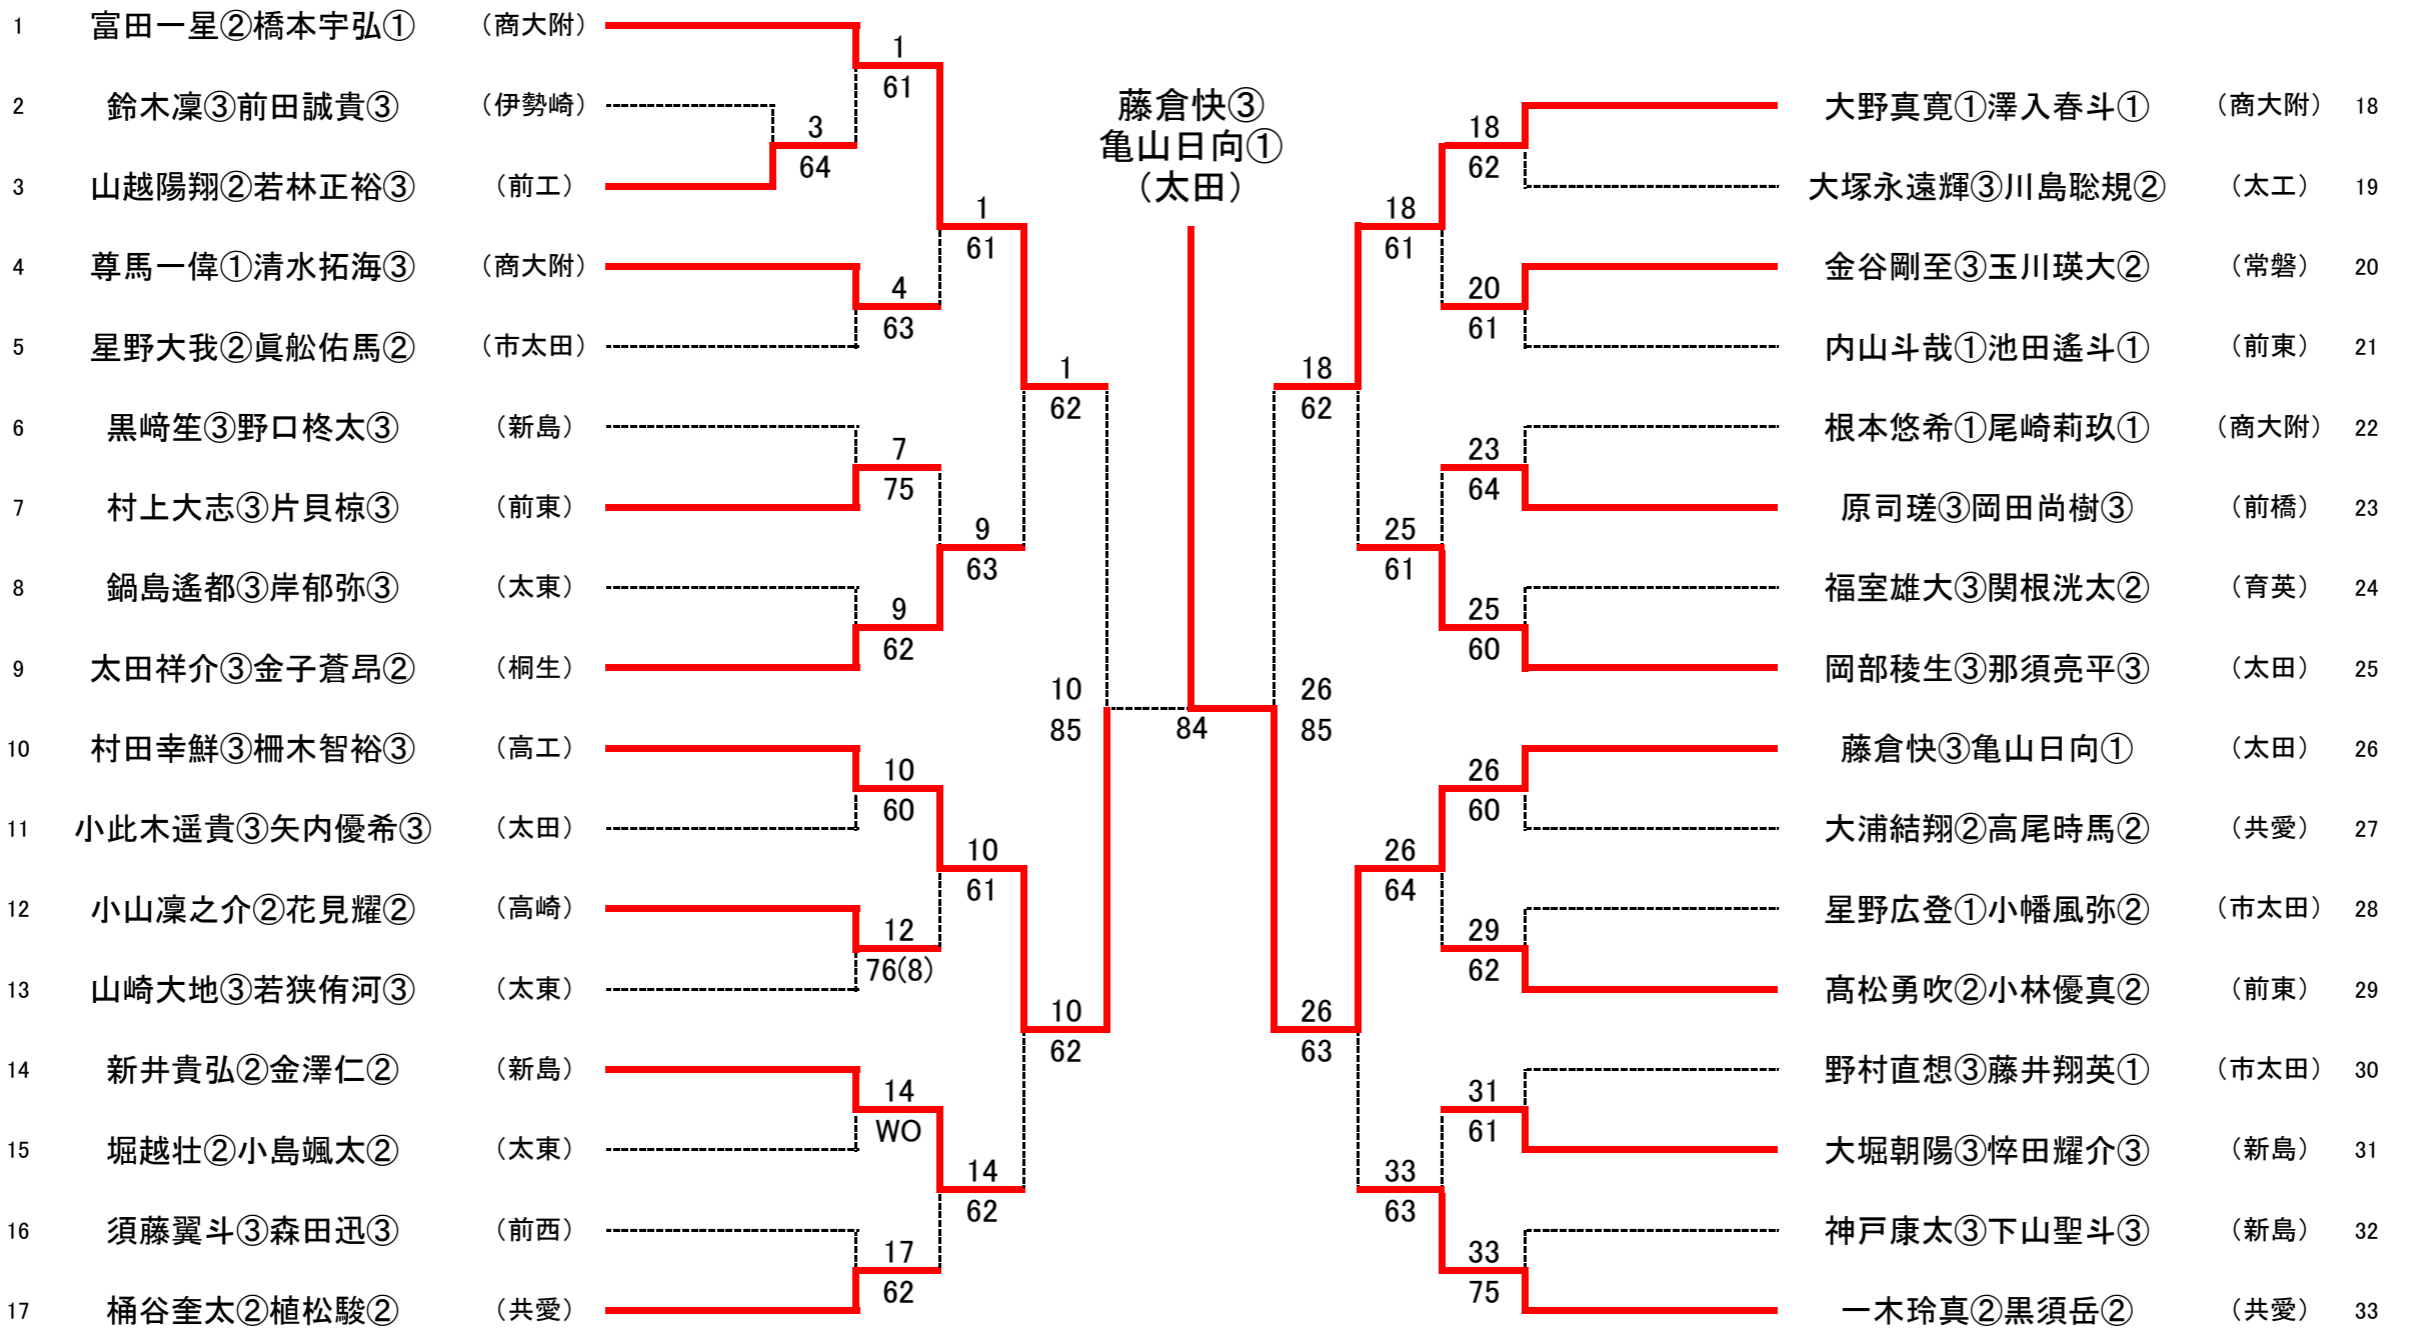 1 富田一星②橋本宇弘① （商大附）
2 鈴木凜③前田誠貴③ （伊勢崎）
3 山越陽翔②若林正裕③ （前工）
4 尊馬一偉①清水拓海③ （商大附）
5 星野大我②眞舩佑馬② （市太田）
6 黒﨑笙③野口柊太③ （新島）
7 村上大志③片貝椋③ （前東）
8 鍋島遙都③岸郁弥③ （太東）
9 太田祥介③金子蒼昂② （桐生）
10 村田幸鮮③柵木智裕③ （高工）
11 小此木遥貴③矢内優希③ （太田）
12 小山凜之介②花見耀② （高崎）
13 山崎大地③若狭侑河③ （太東）
14 新井貴弘②金澤仁② （新島）
15 堀越壮②小島颯太② （太東）
16 須藤翼斗③森田迅③ （前西）
17 桶谷奎太②植松駿② （共愛）
3
64
1
61
4
63
7
75
9
62
10
60
12
76(8)
14
WO
17
62
1
61
9
63
10
61
14
62
1
62
10
62
10
85
藤倉快③
亀山日向①
（太田）
84
26
85
18
62
26
63
18
61
25
61
26
64
33
63
18
62
20
61
23
64
25
60
26
60
29
62
31
61
33
75
大野真寛①澤入春斗① （商大附） 18
大塚永遠輝③川島聡規② （太工） 19
金谷剛至③玉川瑛大② （常磐） 20
内山斗哉①池田遙斗① （前東） 21
根本悠希①尾崎莉玖① （商大附） 22
原司瑳③岡田尚樹③ （前橋） 23
福室雄大③関根洸太② （育英） 24
岡部稜生③那須亮平③ （太田） 25
藤倉快③亀山日向① （太田） 26
大浦結翔②高尾時馬② （共愛） 27
星野広登①小幡風弥② （市太田） 28
髙松勇吹②小林優真② （前東） 29
野村直想③藤井翔英① （市太田） 30
大堀朝陽③悴田耀介③ （新島） 31
神戸康太③下山聖斗③ （新島） 32
一木玲真②黒須岳② （共愛） 33